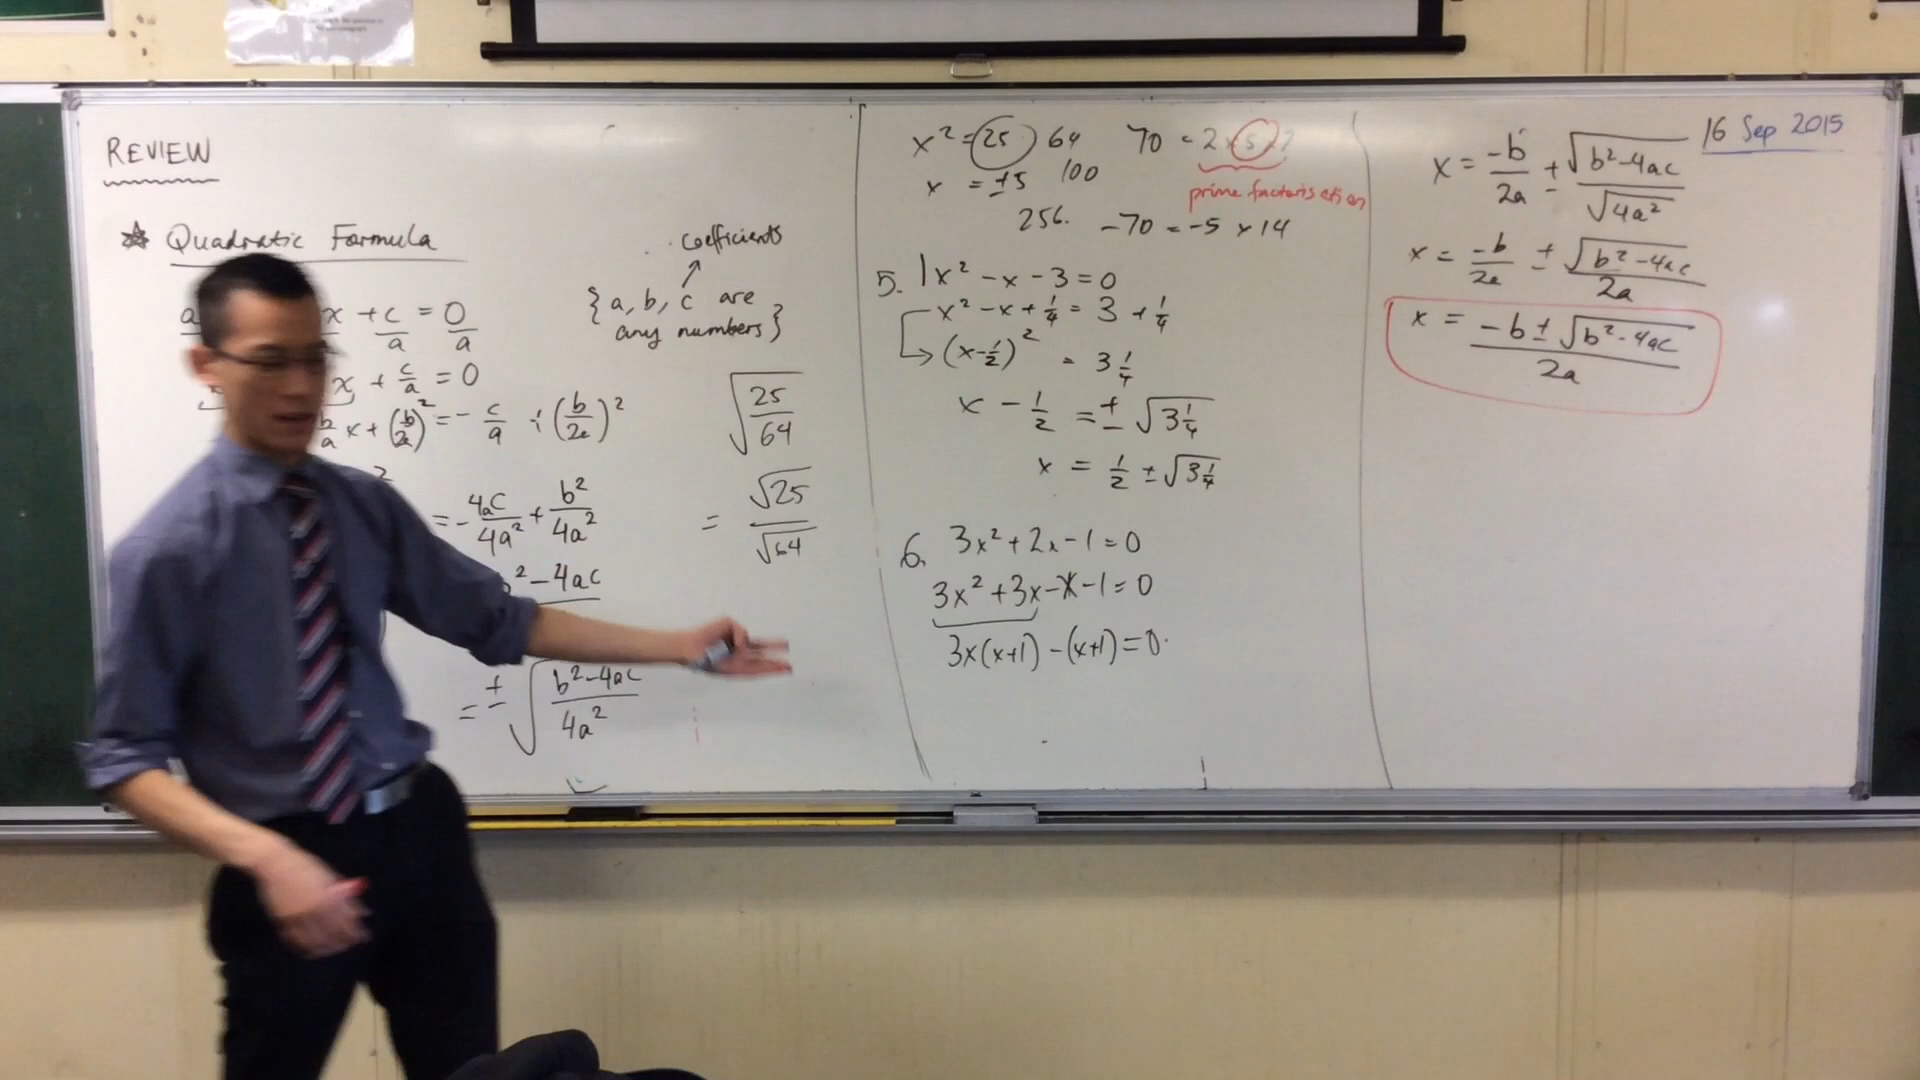 REVIEW
☆ Quadratic Formula
coefficients
{a, b, c are
any numbers}
x + c = 0
a a
x + c/a = 0
b/a x + (b/2a)² = - c/a + (b/2a)²
= - 4ac/4a² + b²/4a²
² - 4ac
= ± √(b²-4ac / 4a²)
√(25/64)
= √25/√64
x² = 25 64 70 = 2 × 5
x = ±5 100
prime factorisation
256. -70 = -5 × 14
5. 1x² - x - 3 = 0
x² - x + 1/4 = 3 + 1/4
(x - 1/2)² = 3 1/4
x - 1/2 = ± √3 1/4
x = 1/2 ± √3 1/4
6. 3x² + 2x - 1 = 0
3x² + 3x - x - 1 = 0
3x(x+1) - (x+1) = 0
16 Sep 2015
x = -b/2a ± √b²-4ac/√4a²
x = -b/2a ± √b²-4ac/2a
x = -b ± √b²-4ac/2a